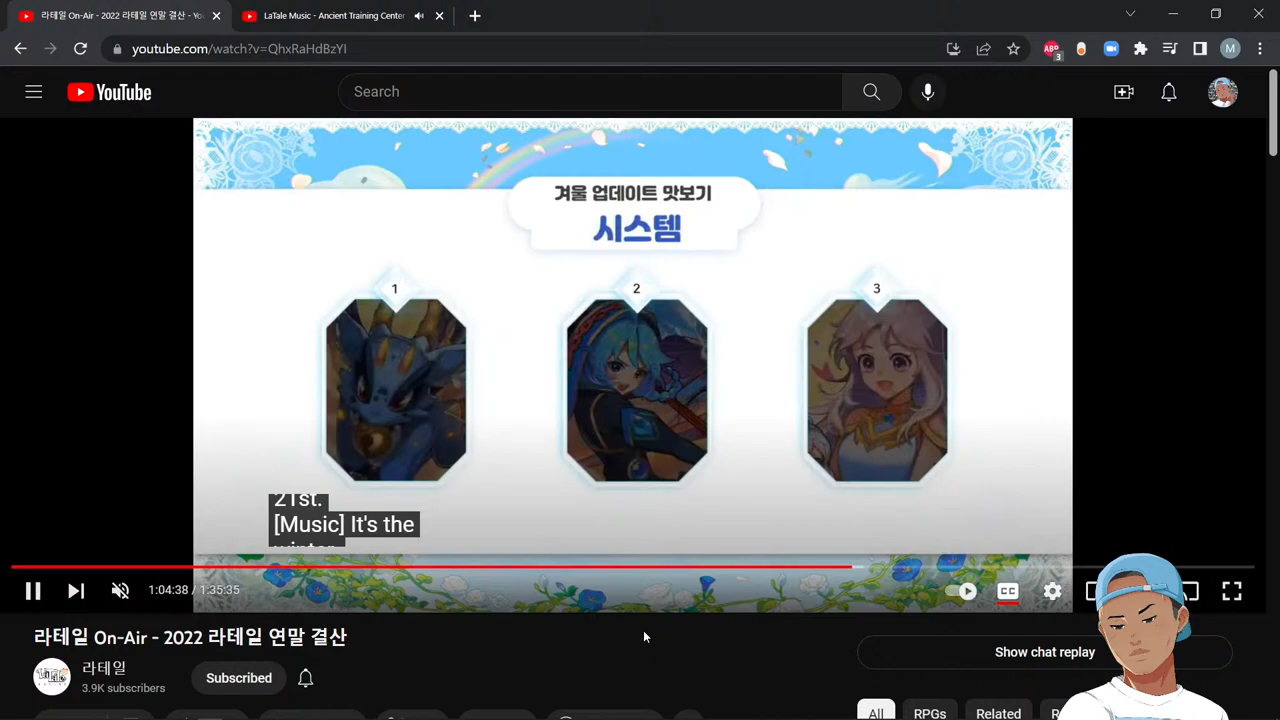 라테일 On-Air - 2022 라테일 연말 결산 - Yo
LaTale Music - Ancient Training Center
youtube.com/watch?v=QhxRaHdBzYI
ABP
3
M
YouTube
Search
겨울 업데이트 맛보기
시스템
1
2
3
21st.
[Music] It's the
winter
1:04:38 / 1:35:35
CC
라테일 On-Air - 2022 라테일 연말 결산
라테일
3.9K subscribers
Subscribed
Show chat replay
All
RPGs
Related